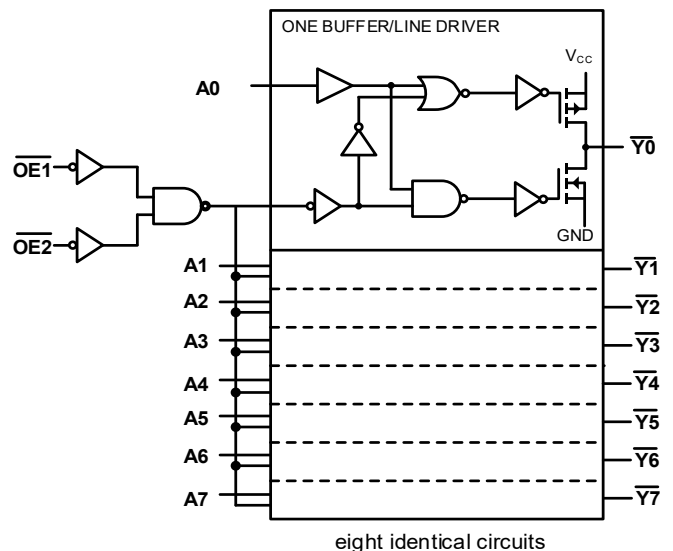 ONE BUFFER/LINE DRIVER
VCC
A0
Y0
OE1
OE2
GND
A1
Y1
A2
Y2
A3
Y3
A4
Y4
A5
Y5
A6
Y6
A7
Y7
eight identical circuits